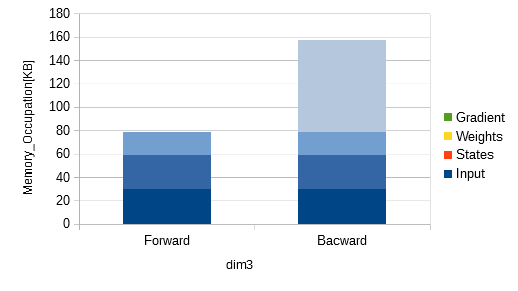 180
160
140
120
100
80
60
40
20
0
Memory_Occupation[KB]
Forward
Bacward
dim3
Gradient
Weights
States
Input